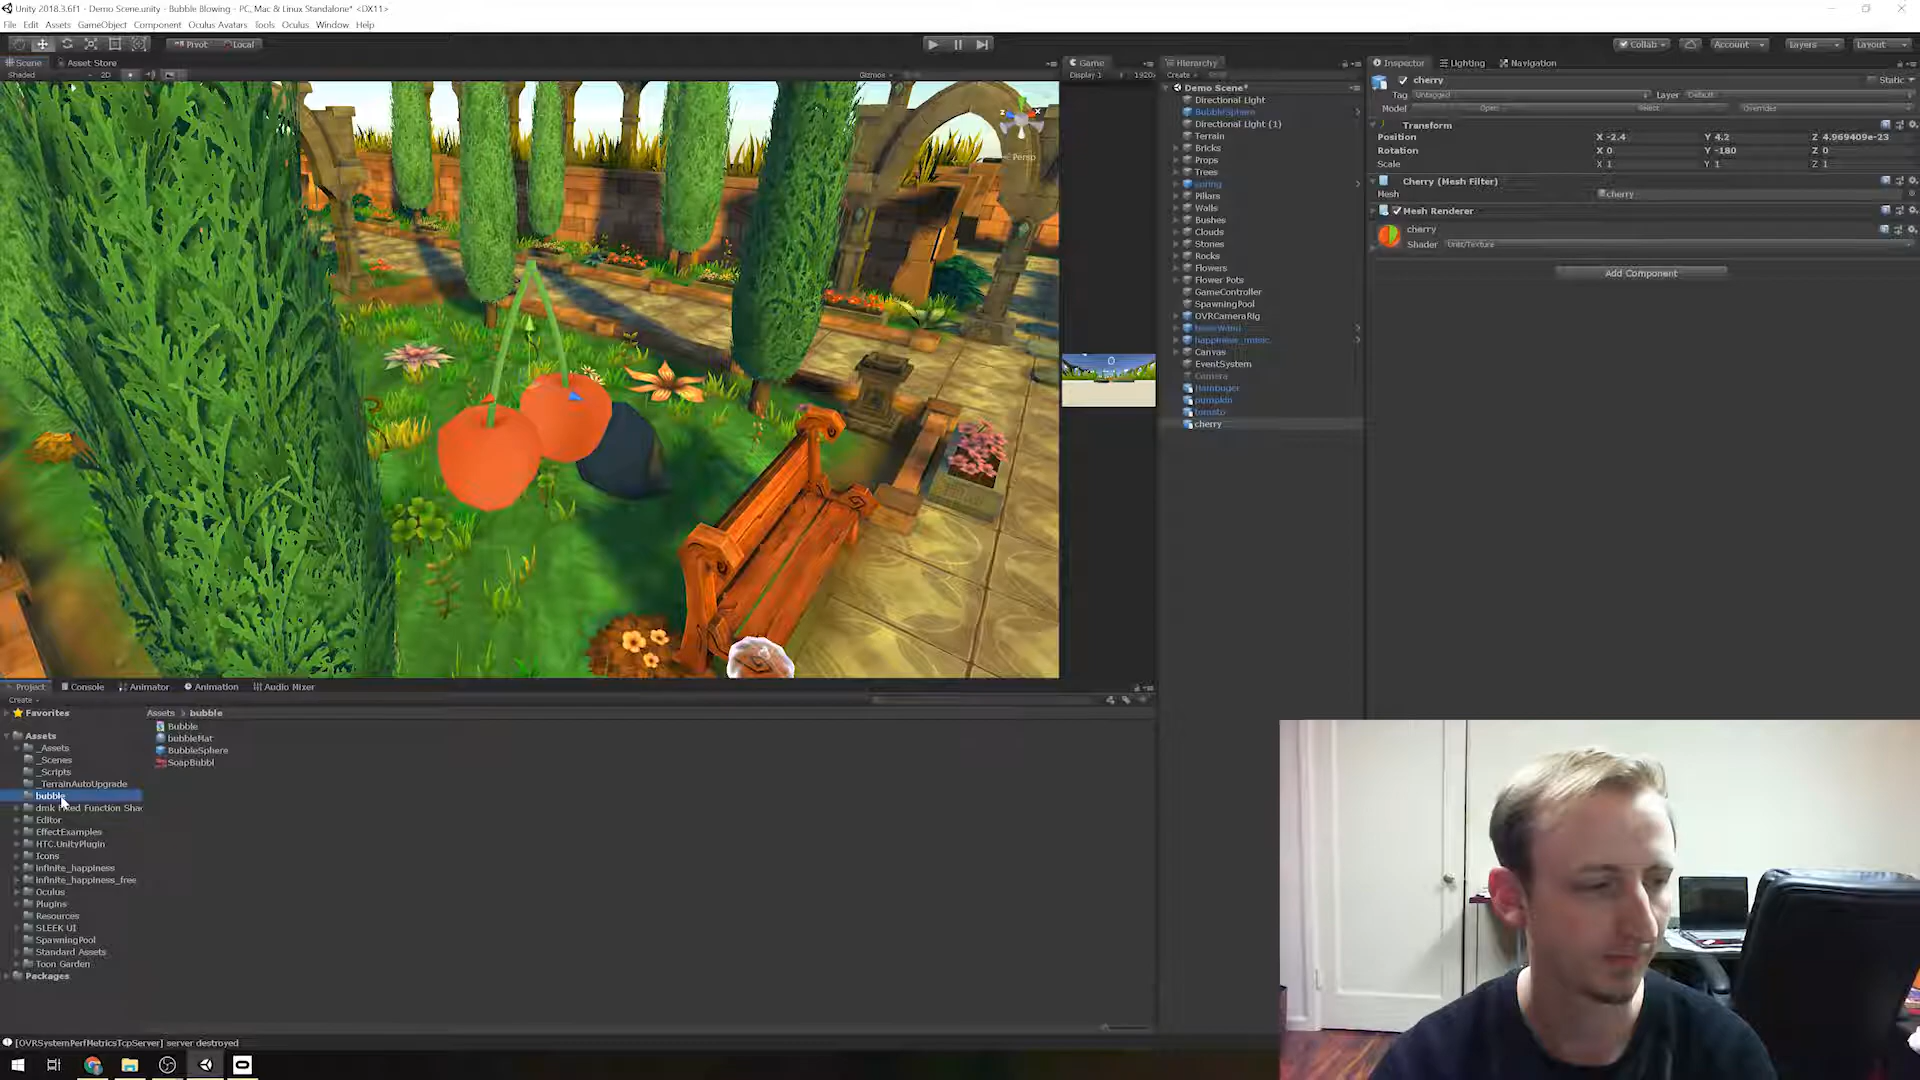 Unity 2018.3.6f1 - Demo Scene.unity - Bubble Blowing - PC, Mac & Linux Standalone* <DX11>
File Edit Assets GameObject Component Oculus Avatars Tools Oculus Window Help
Pivot Local Collab Account Layers Layout
Scene Asset Store
Shaded 2D Gizmos
Persp
Game
Display 1 1920
Hierarchy
Create
Demo Scene*
Directional Light
BubbleSphere
Directional Light (1)
Terrain
Bricks
Props
Trees
spring
Pillars
Walls
Bushes
Clouds
Stones
Rocks
Flowers
Flower Pots
GameController
SpawningPool
OVRCameraRig
happiness_music
Canvas
EventSystem
Camera
Hambuger
pumpkin
tomato
cherry
Inspector Lighting Navigation
cherry Static
Tag Untagged Layer Default
Model Open Select Overrides
Transform
Position X -2.4 Y 4.2 Z 4.969409e-23
Rotation X 0 Y -180 Z 0
Scale X 1 Y 1 Z 1
Cherry (Mesh Filter)
Mesh cherry
Mesh Renderer
cherry
Shader Unlit/Texture
Add Component
Project Console Animator Animation Audio Mixer
Create
Favorites
Assets
_Assets
_Scenes
_Scripts
_TerrainAutoUpgrade
bubble
dmk Fixed Function Sha
Editor
EffectExamples
HTC.UnityPlugin
Icons
infinite_happiness
infinite_happiness_free
Oculus
Plugins
Resources
SLEEK UI
SpawningPool
Standard Assets
Toon Garden
Packages
Assets bubble
Bubble
bubbleMat
BubbleSphere
SoapBubbl
[OVRSystemPerfMetricsTcpServer] server destroyed